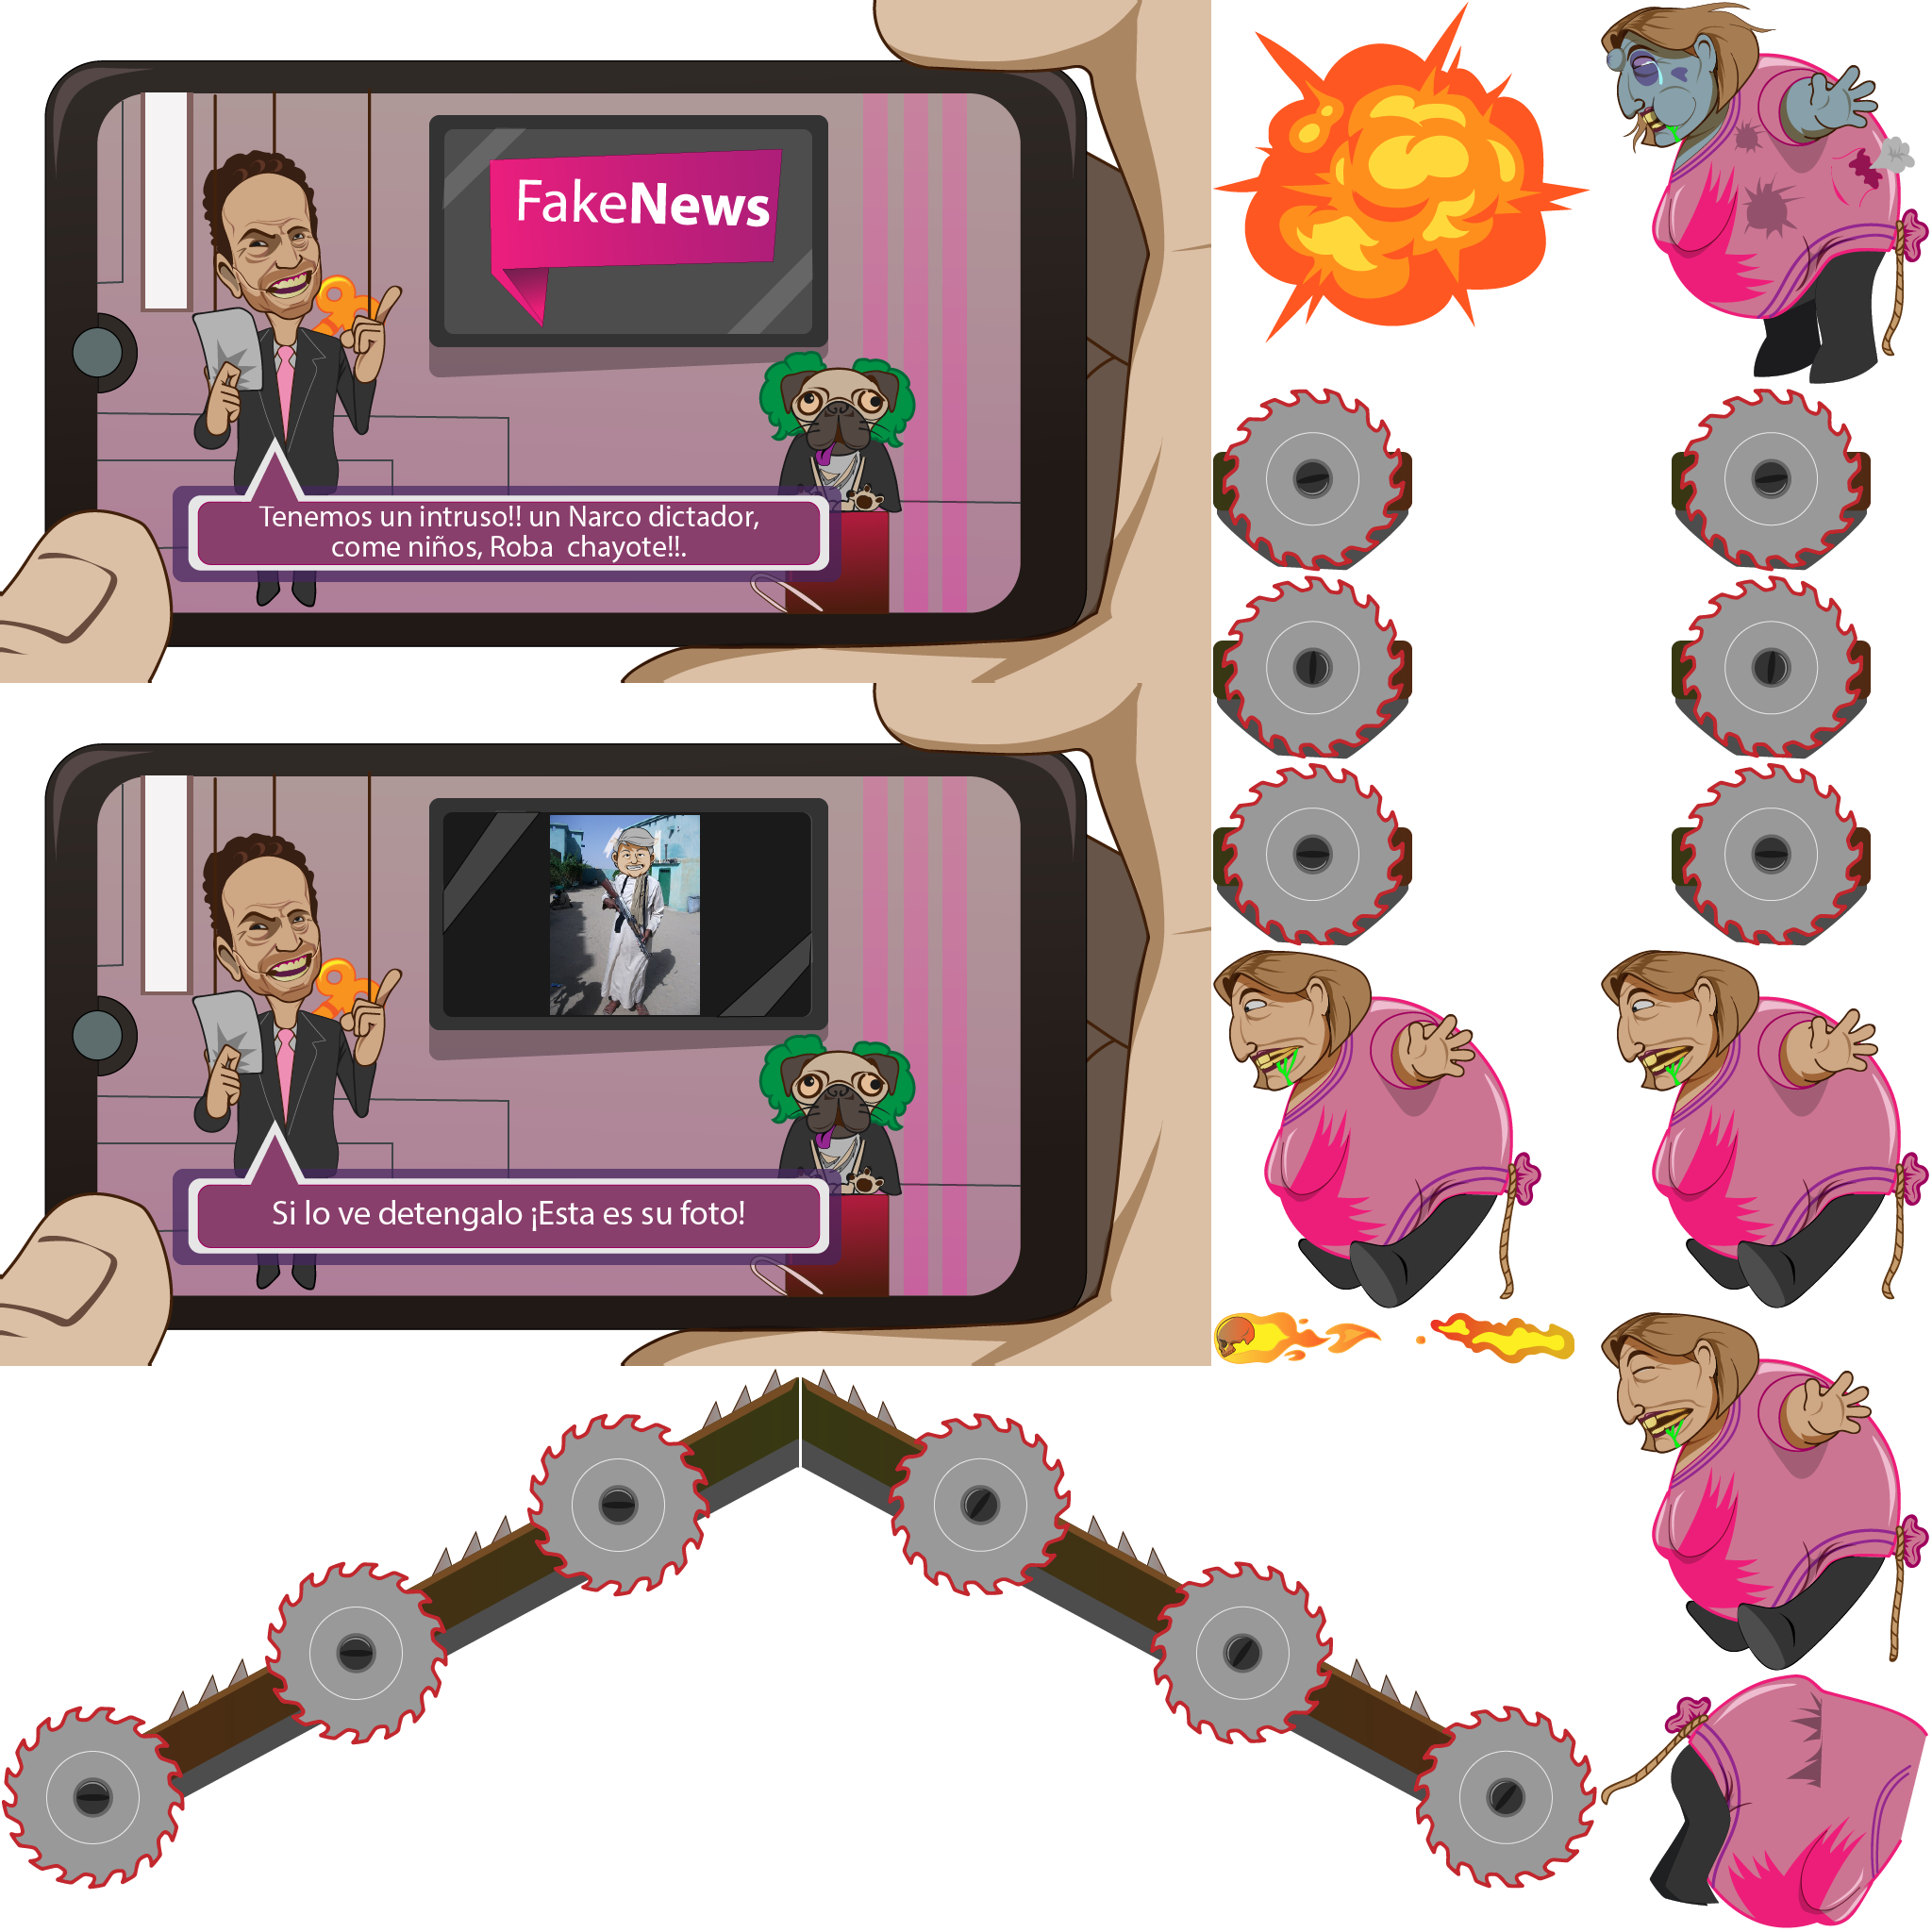 FakeNews
Tenemos un intruso!! un Narco dictador,
come niños, Roba chayote!!.
Si lo ve detengalo ¡Esta es su foto!